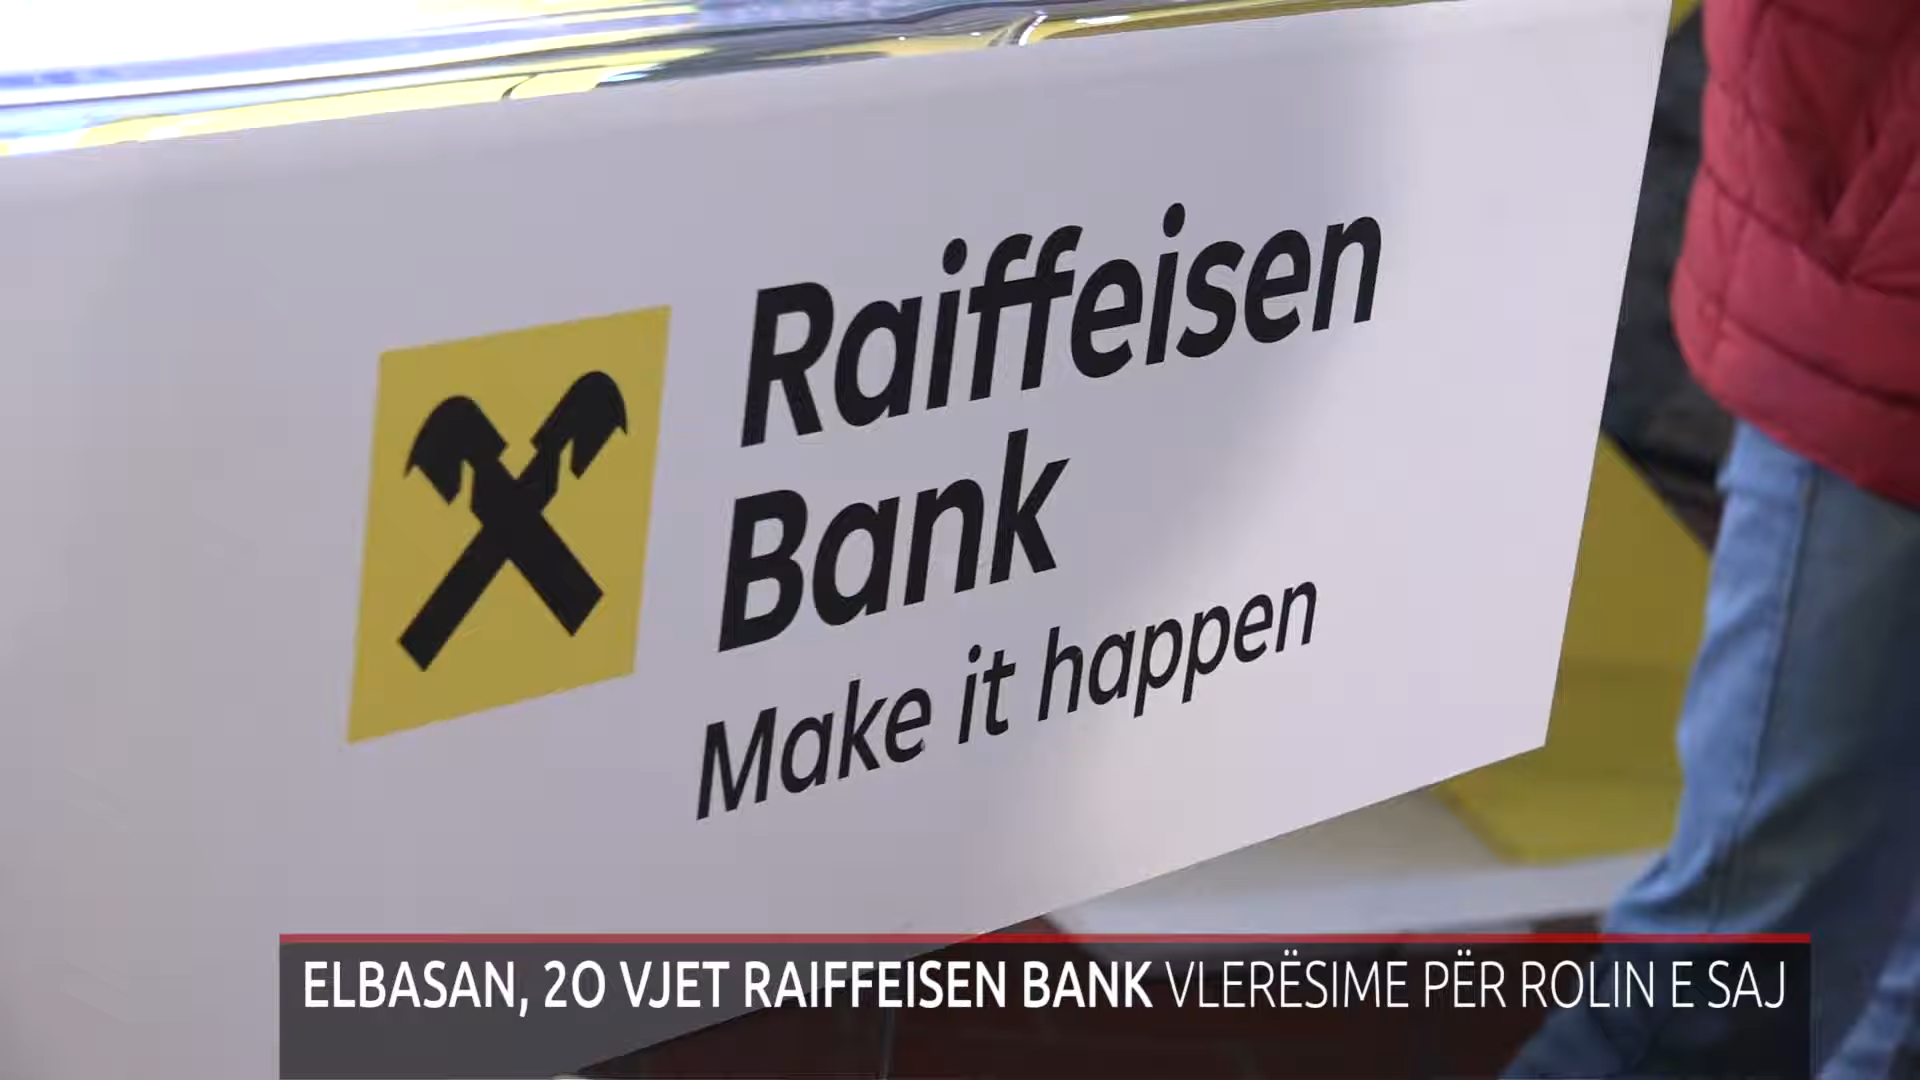 Raiffeisen
Bank
Make it happen
ELBASAN, 20 VJET RAIFFEISEN BANK VLERËSIME PËR ROLIN E SAJ